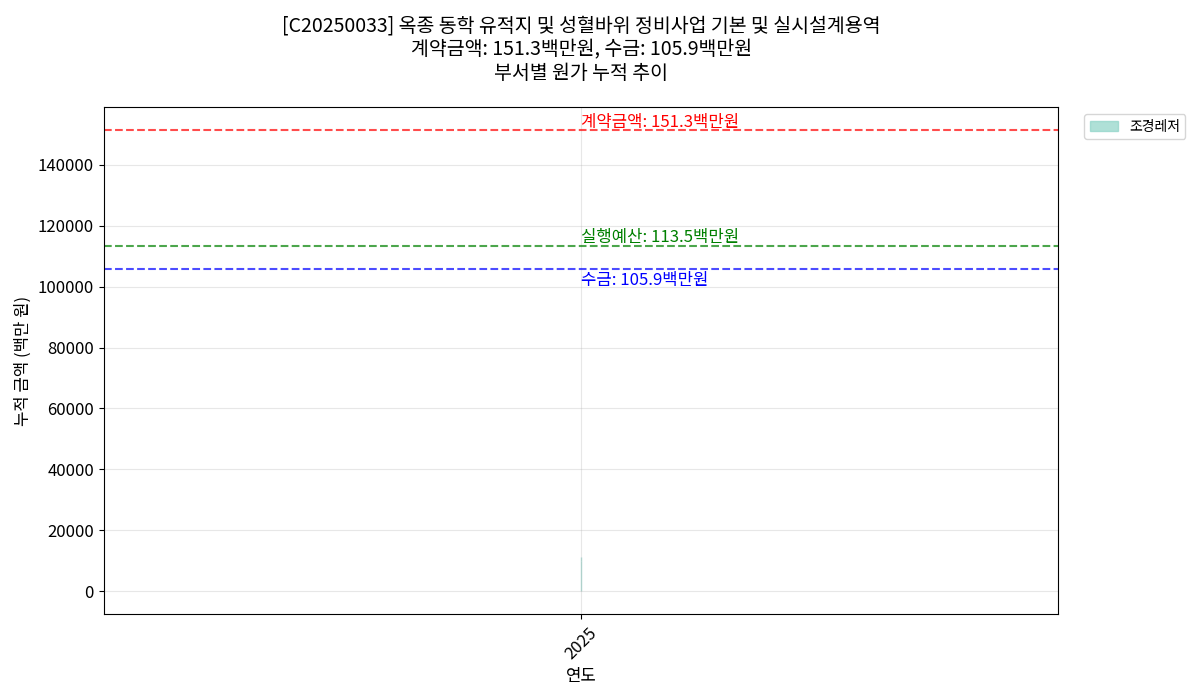 [C20250033] 옥종 동학 유적지 및 성혈바위 정비사업 기본 및 실시설계용역
계약금액: 151.3백만원, 수금: 105.9백만원
부서별 원가 누적 추이
계약금액: 151.3백만원
조경레저
실행예산: 113.5백만원
수금: 105.9백만원
누적 금액 (백만 원)
140000
120000
100000
80000
60000
40000
20000
0
2025
연도